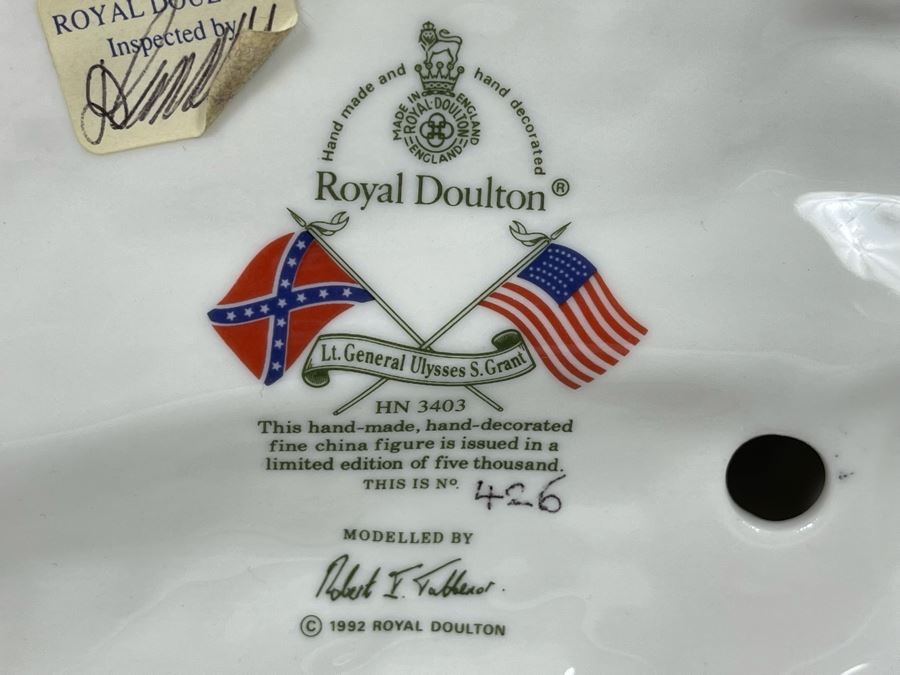 ROYAL DOUL
Inspected by
Hand made and hand decorated
MADE IN ENGLAND
ROYAL·DOULTON
ENGLAND
Royal Doulton ®
Lt. General Ulysses S. Grant
HN 3403
This hand-made, hand-decorated
fine china figure is issued in a
limited edition of five thousand.
THIS IS Nº. 426
MODELLED BY
Robert I. Tabbenor.
© 1992 ROYAL DOULTON